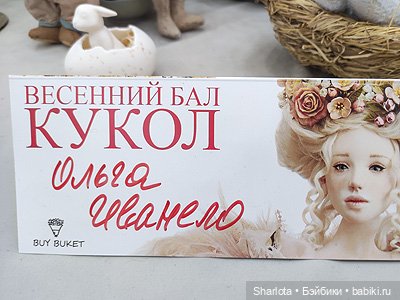 ВЕСЕННИЙ БАЛ
КУКОЛ
Ольга
Иванело
BUY BUKET
Sharlota • Бэйбики • babiki.ru